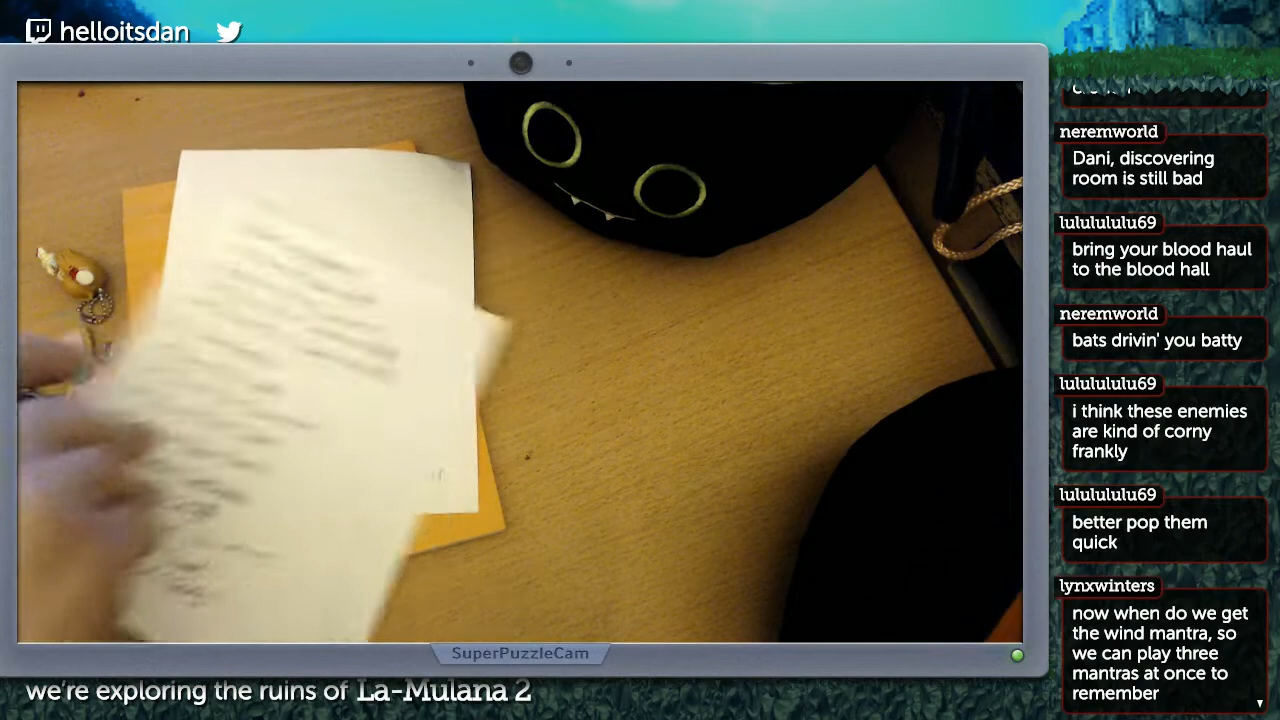 helloitsdan
neremworld
Dani, discovering
room is still bad
lululululu69
bring your blood haul
to the blood hall
neremworld
bats drivin' you batty
lululululu69
i think these enemies
are kind of corny
frankly
lululululu69
better pop them
quick
lynxwinters
now when do we get
the wind mantra, so
we can play three
mantras at once to
remember
SuperPuzzleCam
we're exploring the ruins of La-Mulana 2